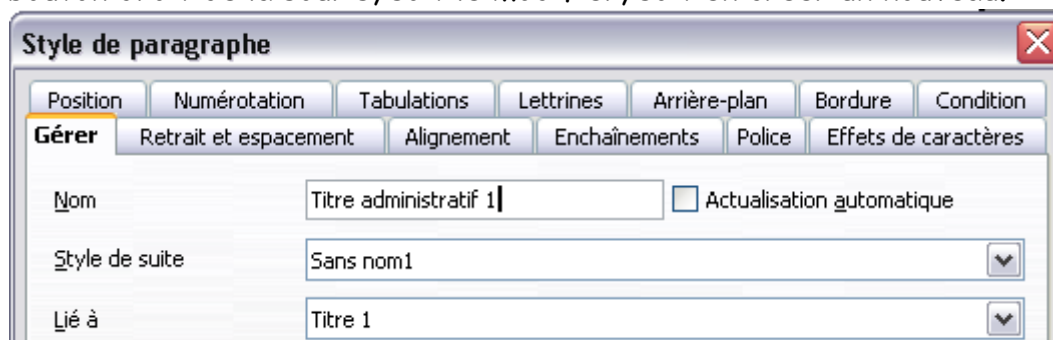 Style de paragraphe
Position Numérotation Tabulations Lettrines Arrière-plan Bordure Condition
Gérer Retrait et espacement Alignement Enchaînements Police Effets de caractères
Nom Titre administratif 1 Actualisation automatique
Style de suite Sans nom1
Lié à Titre 1